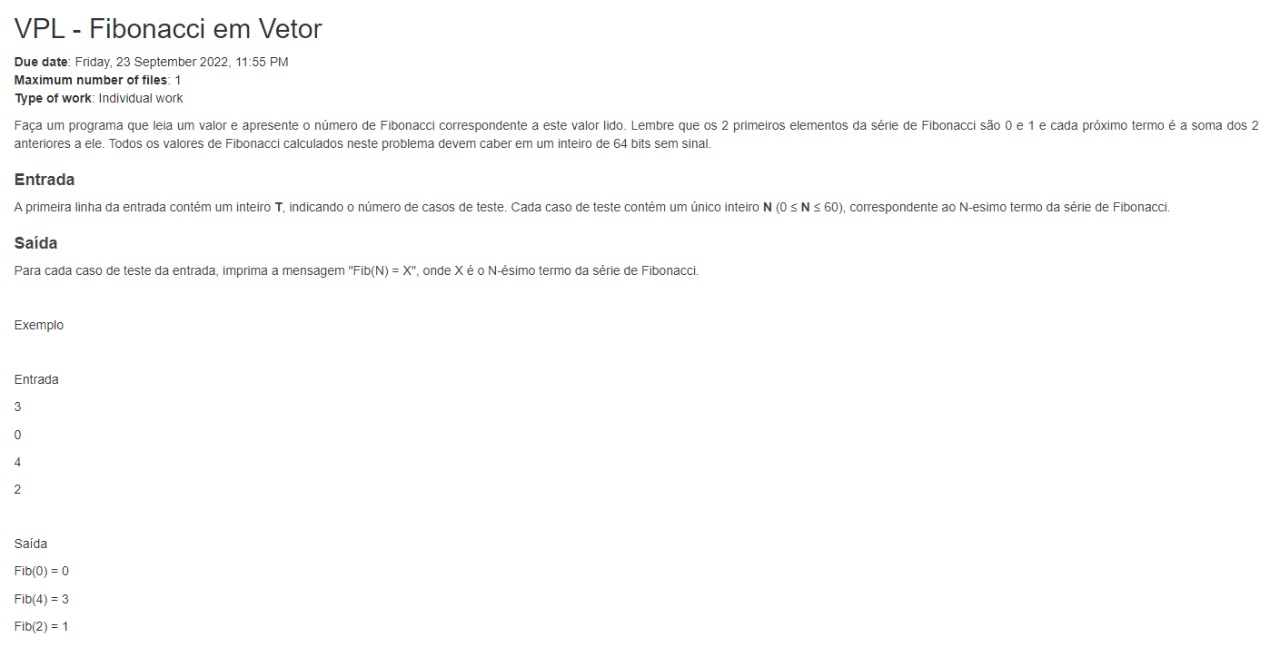 VPL - Fibonacci em Vetor
Due date: Friday, 23 September 2022, 11:55 PM
Maximum number of files: 1
Type of work: Individual work
Faça um programa que leia um valor e apresente o número de Fibonacci correspondente a este valor lido. Lembre que os 2 primeiros elementos da série de Fibonacci são 0 e 1 e cada próximo termo é a soma dos 2
anteriores a ele. Todos os valores de Fibonacci calculados neste problema devem caber em um inteiro de 64 bits sem sinal.
Entrada
A primeira linha da entrada contém um inteiro T, indicando o número de casos de teste. Cada caso de teste contém um único inteiro N (0 ≤ N ≤ 60), correspondente ao N-esimo termo da série de Fibonacci.
Saída
Para cada caso de teste da entrada, imprima a mensagem "Fib(N) = X", onde X é o N-ésimo termo da série de Fibonacci.
Exemplo
Entrada
3
0
4
2
Saída
Fib(0) = 0
Fib(4) = 3
Fib(2) = 1